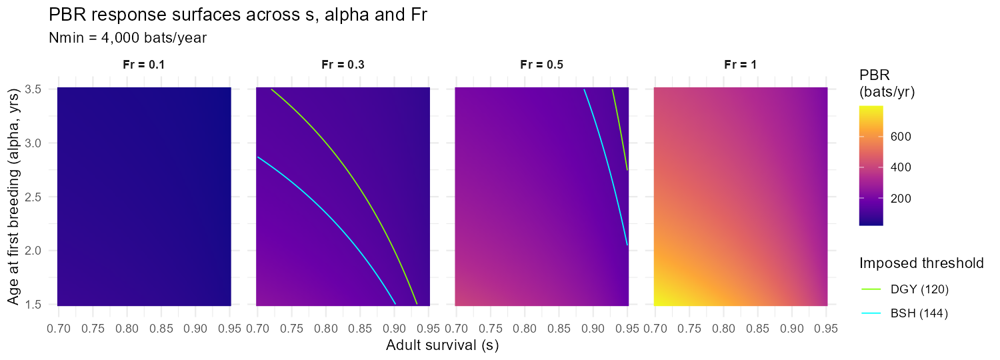 PBR response surfaces across s, alpha and Fr
Nmin = 4,000 bats/year
Fr = 0.1 Fr = 0.3 Fr = 0.5 Fr = 1
Age at first breeding (alpha, yrs)
3.5
3.0
2.5
2.0
1.5
0.70 0.75 0.80 0.85 0.90 0.95 0.70 0.75 0.80 0.85 0.90 0.95 0.70 0.75 0.80 0.85 0.90 0.95 0.70 0.75 0.80 0.85 0.90 0.95
Adult survival (s)
PBR
(bats/yr)
600
400
200
Imposed threshold
DGY (120)
BSH (144)